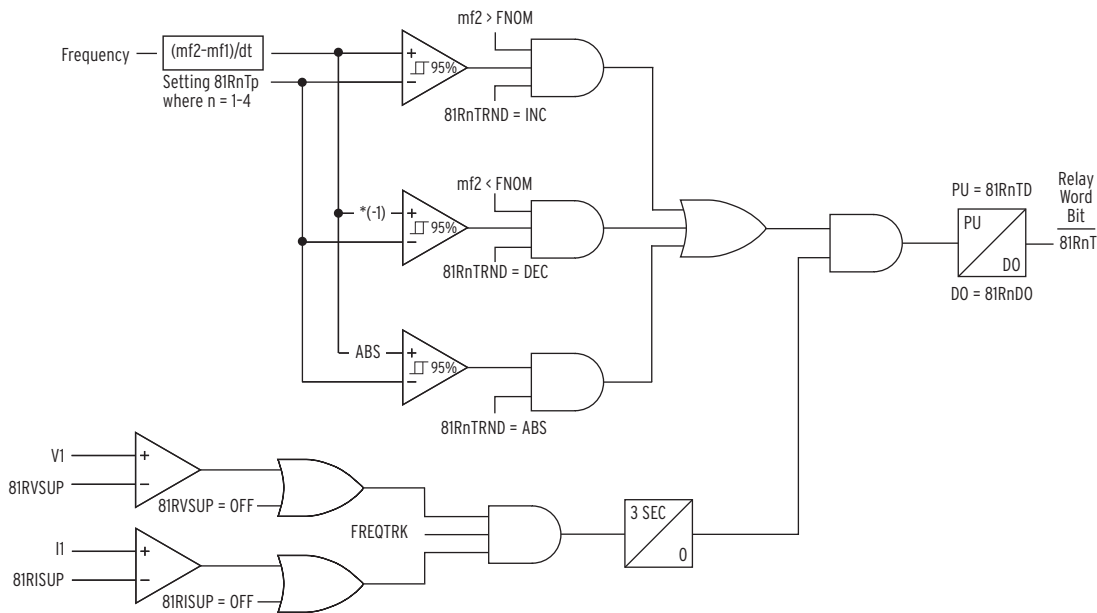 mf2 > FNOM
Frequency
(mf2-mf1)/dt
+
95%
−
Setting 81RnTp
where n = 1-4
81RnTRND = INC
mf2 < FNOM
*(-1)
+
95%
−
81RnTRND = DEC
ABS
+
95%
−
81RnTRND = ABS
PU = 81RnTD
PU
DO
DO = 81RnDO
Relay
Word
Bit
81RnT
V1
+
81RVSUP
−
81RVSUP = OFF
FREQTRK
3 SEC
0
I1
+
81RISUP
−
81RISUP = OFF